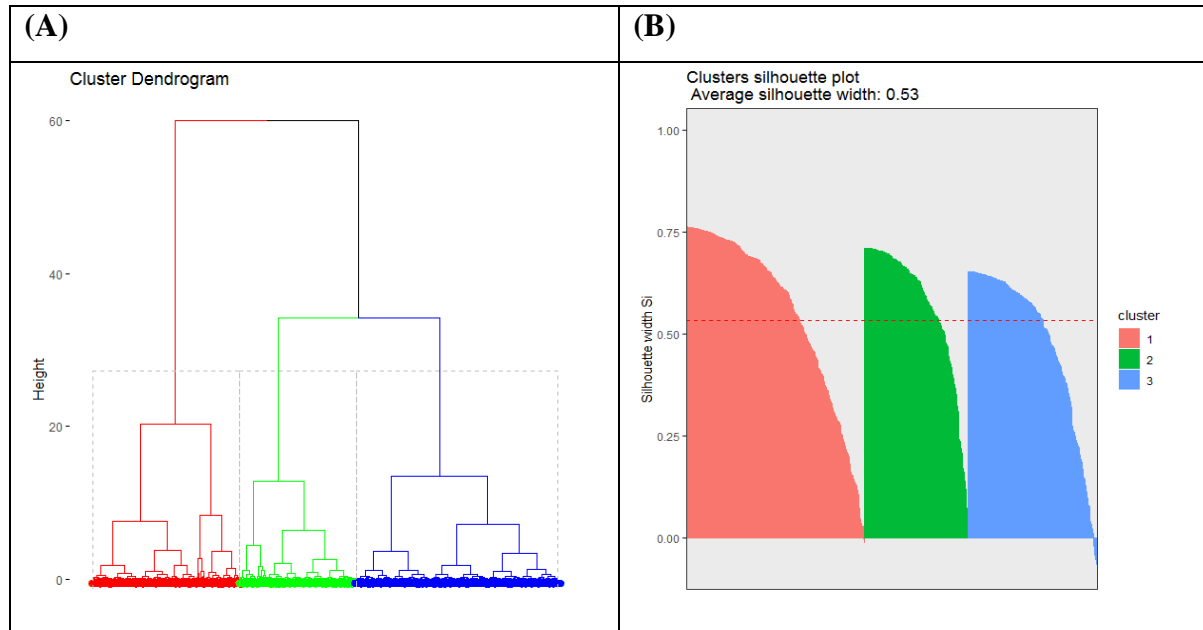 (A)
(B)
Cluster Dendrogram
60
40
20
0
Height
Clusters silhouette plot
Average silhouette width: 0.53
1.00
0.75
0.50
0.25
0.00
Silhouette width Si
cluster
1
2
3